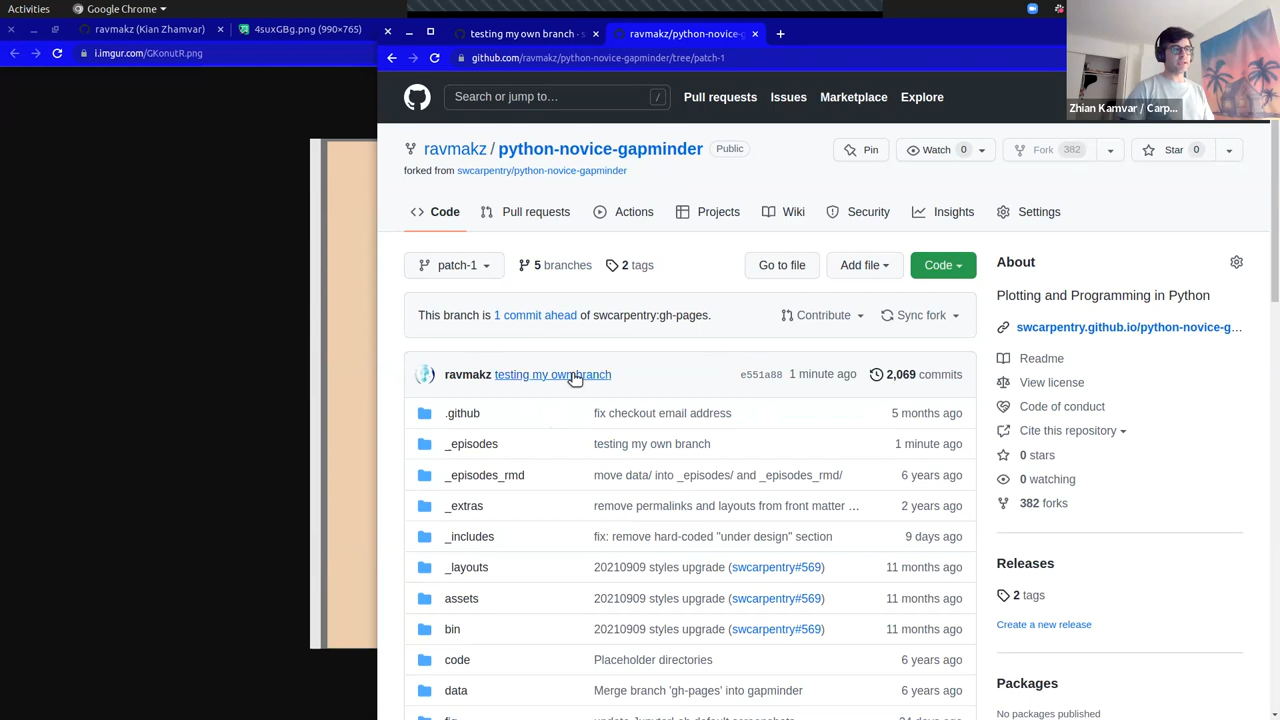 Activities
Google Chrome
ravmakz (Kian Zhamvar)
4suxGBg.png (990×765)
i.imgur.com/GKonutR.png
testing my own branch · s
ravmakz/python-novice-g
github.com/ravmakz/python-novice-gapminder/tree/patch-1
Zhian Kamvar / Carp...
Search or jump to…
/
Pull requests
Issues
Marketplace
Explore
ravmakz / python-novice-gapminder
Public
Pin
Watch 0
Fork 382
Star 0
forked from swcarpentry/python-novice-gapminder
Code
Pull requests
Actions
Projects
Wiki
Security
Insights
Settings
patch-1
5 branches
2 tags
Go to file
Add file
Code
This branch is 1 commit ahead of swcarpentry:gh-pages.
Contribute
Sync fork
ravmakz testing my own branch
e551a88 1 minute ago
2,069 commits
.github fix checkout email address 5 months ago
_episodes testing my own branch 1 minute ago
_episodes_rmd move data/ into _episodes/ and _episodes_rmd/ 6 years ago
_extras remove permalinks and layouts from front matter … 2 years ago
_includes fix: remove hard-coded "under design" section 9 days ago
_layouts 20210909 styles upgrade (swcarpentry#569) 11 months ago
assets 20210909 styles upgrade (swcarpentry#569) 11 months ago
bin 20210909 styles upgrade (swcarpentry#569) 11 months ago
code Placeholder directories 6 years ago
data Merge branch 'gh-pages' into gapminder 6 years ago
About
Plotting and Programming in Python
swcarpentry.github.io/python-novice-g…
Readme
View license
Code of conduct
Cite this repository
0 stars
0 watching
382 forks
Releases
2 tags
Create a new release
Packages
No packages published